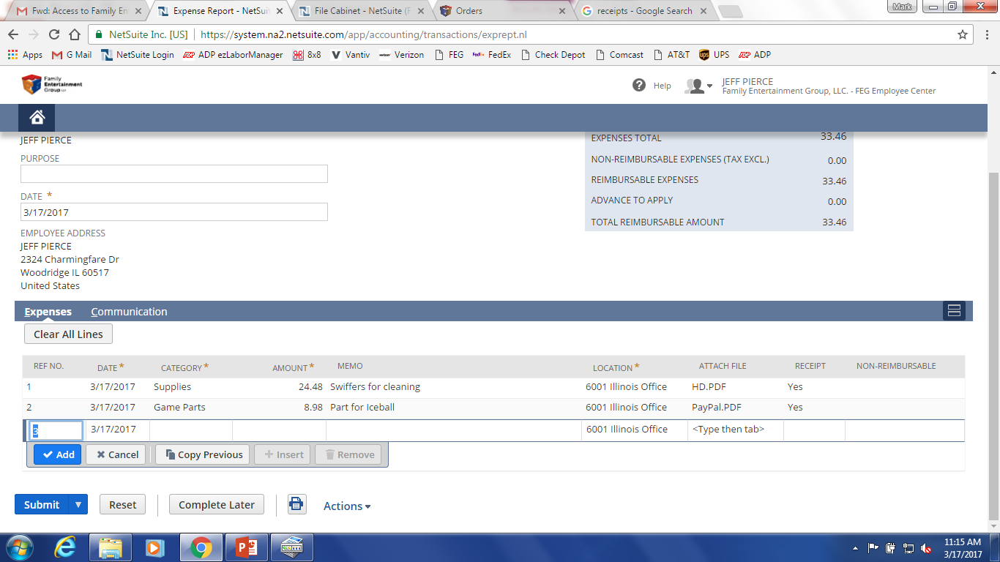 Fwd: Access to Family En
Expense Report - NetSuit
File Cabinet - NetSuite (F
Orders
receipts - Google Search
Mark
NetSuite Inc. [US]
https://system.na2.netsuite.com/app/accounting/transactions/exprept.nl
Apps
G Mail
NetSuite Login
ADP ezLaborManager
8x8
Vantiv
Verizon
FEG
FedEx
Check Depot
Comcast
AT&T
UPS
ADP
Family
Entertainment
Group LLC
Help
JEFF PIERCE
Family Entertainment Group, LLC. - FEG Employee Center
JEFF PIERCE
PURPOSE
DATE *
3/17/2017
EMPLOYEE ADDRESS
JEFF PIERCE
2324 Charmingfare Dr
Woodridge IL 60517
United States
EXPENSES TOTAL 33.46
NON-REIMBURSABLE EXPENSES (TAX EXCL.) 0.00
REIMBURSABLE EXPENSES 33.46
ADVANCE TO APPLY 0.00
TOTAL REIMBURSABLE AMOUNT 33.46
Expenses Communication
Clear All Lines
REF NO. DATE * CATEGORY * AMOUNT * MEMO LOCATION * ATTACH FILE RECEIPT NON-REIMBURSABLE
1 3/17/2017 Supplies 24.48 Swiffers for cleaning 6001 Illinois Office HD.PDF Yes
2 3/17/2017 Game Parts 8.98 Part for Iceball 6001 Illinois Office PayPal.PDF Yes
3 3/17/2017 6001 Illinois Office <Type then tab>
Add Cancel Copy Previous Insert Remove
Submit Reset Complete Later Actions
11:15 AM
3/17/2017